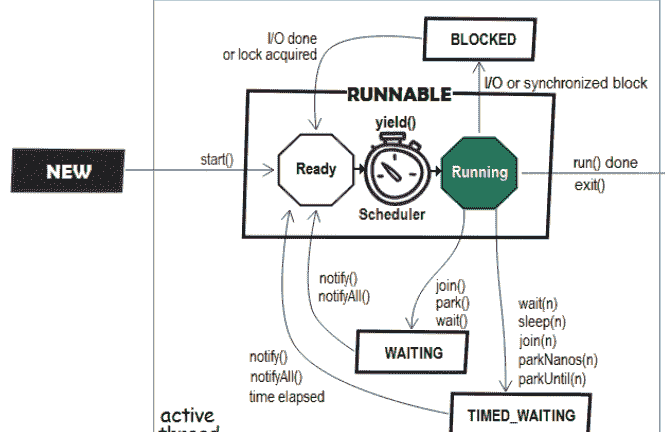 BLOCKED
I/O done
or lock acquired
I/O or synchronized block
RUNNABLE
yield()
NEW
start()
Ready
Running
run() done
exit()
Scheduler
notify()
notifyAll()
join()
park()
wait()
wait(n)
sleep(n)
join(n)
parkNanos(n)
parkUntil(n)
WAITING
notify()
notifyAll()
time elapsed
TIMED_WAITING
active
thread